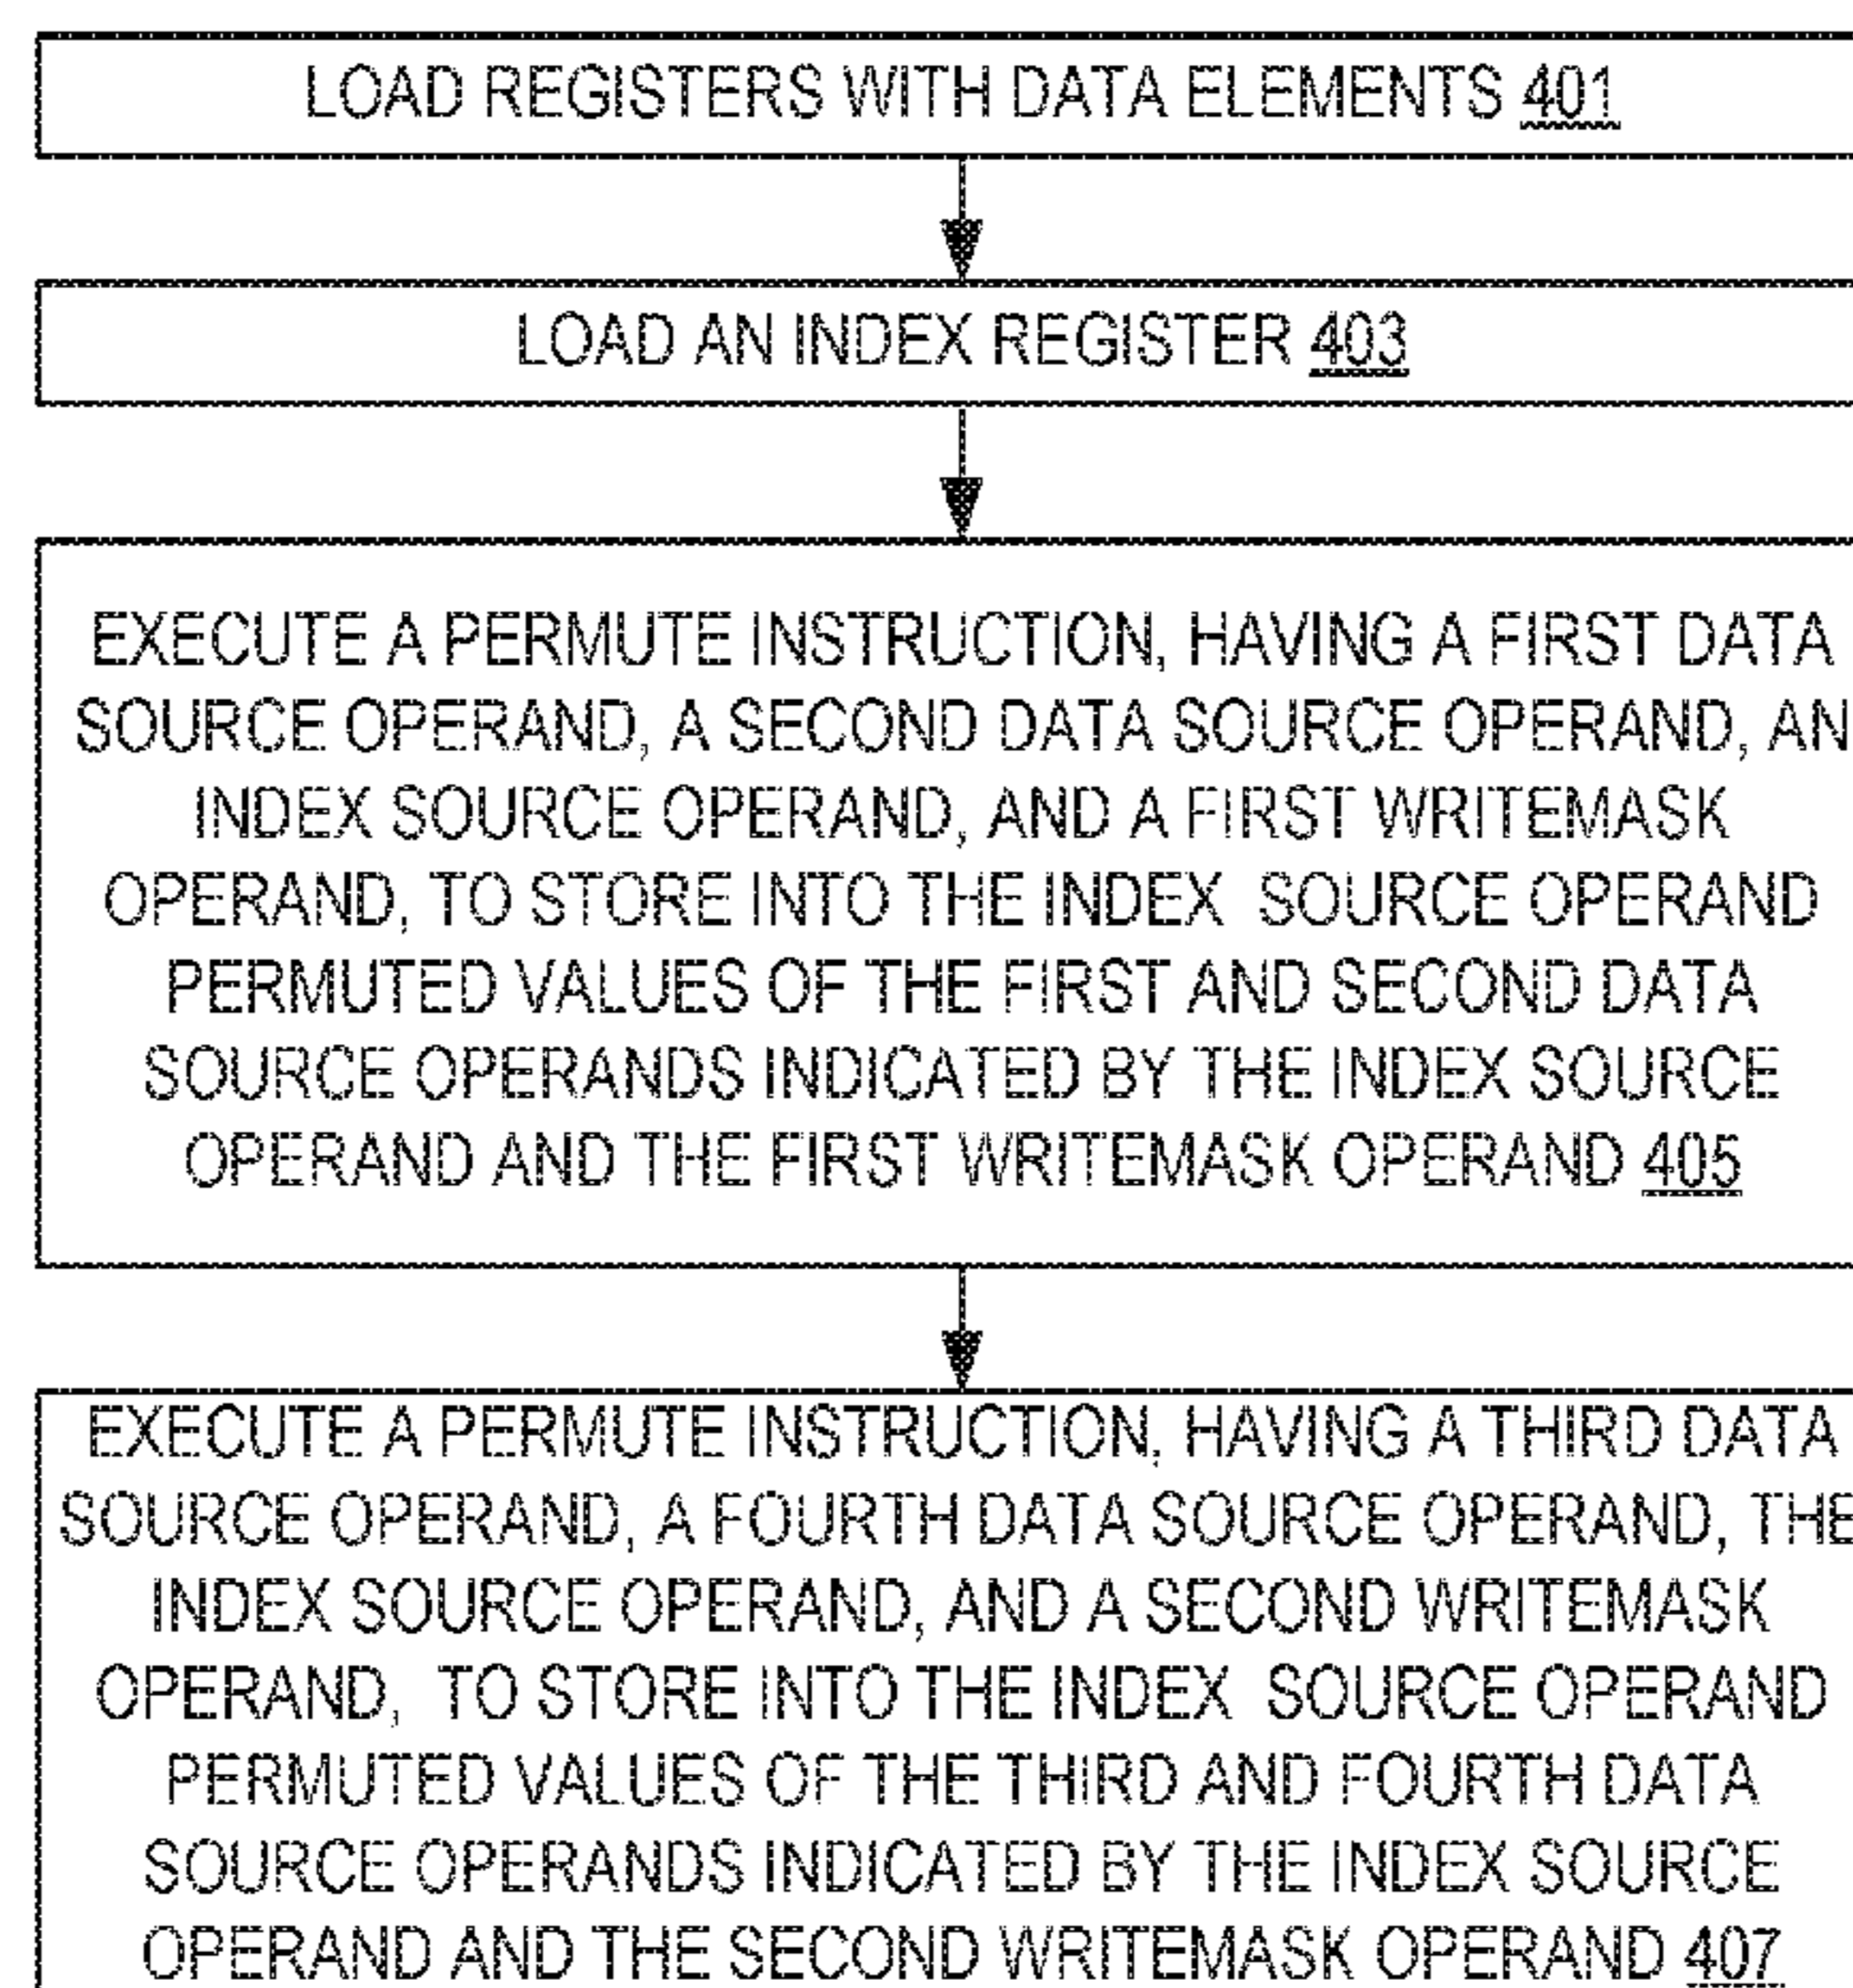 LOAD REGISTERS WITH DATA ELEMENTS 401
LOAD AN INDEX REGISTER 403
EXECUTE A PERMUTE INSTRUCTION, HAVING A FIRST DATA
SOURCE OPERAND, A SECOND DATA SOURCE OPERAND, AN
INDEX SOURCE OPERAND, AND A FIRST WRITEMASK
OPERAND, TO STORE INTO THE INDEX SOURCE OPERAND
PERMUTED VALUES OF THE FIRST AND SECOND DATA
SOURCE OPERANDS INDICATED BY THE INDEX SOURCE
OPERAND AND THE FIRST WRITEMASK OPERAND 405
EXECUTE A PERMUTE INSTRUCTION, HAVING A THIRD DATA
SOURCE OPERAND, A FOURTH DATA SOURCE OPERAND, THE
INDEX SOURCE OPERAND, AND A SECOND WRITEMASK
OPERAND, TO STORE INTO THE INDEX SOURCE OPERAND
PERMUTED VALUES OF THE THIRD AND FOURTH DATA
SOURCE OPERANDS INDICATED BY THE INDEX SOURCE
OPERAND AND THE SECOND WRITEMASK OPERAND 407